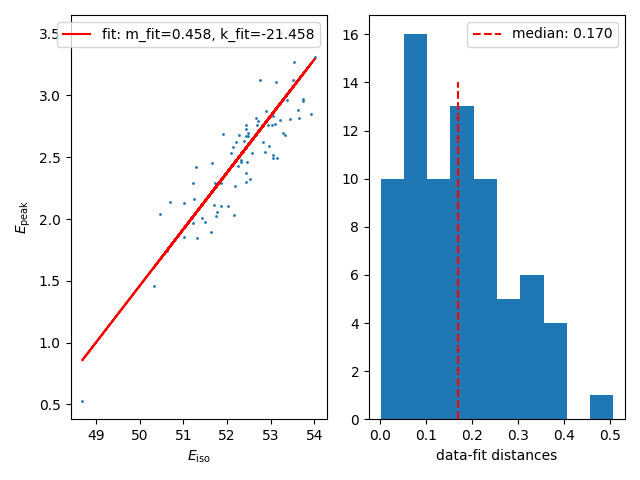 3.5
3.0
2.5
2.0
1.5
1.0
0.5
E_peak
fit: m_fit=0.458, k_fit=-21.458
49 50 51 52 53 54
E_iso
16
14
12
10
8
6
4
2
0
median: 0.170
0.0 0.1 0.2 0.3 0.4 0.5
data-fit distances